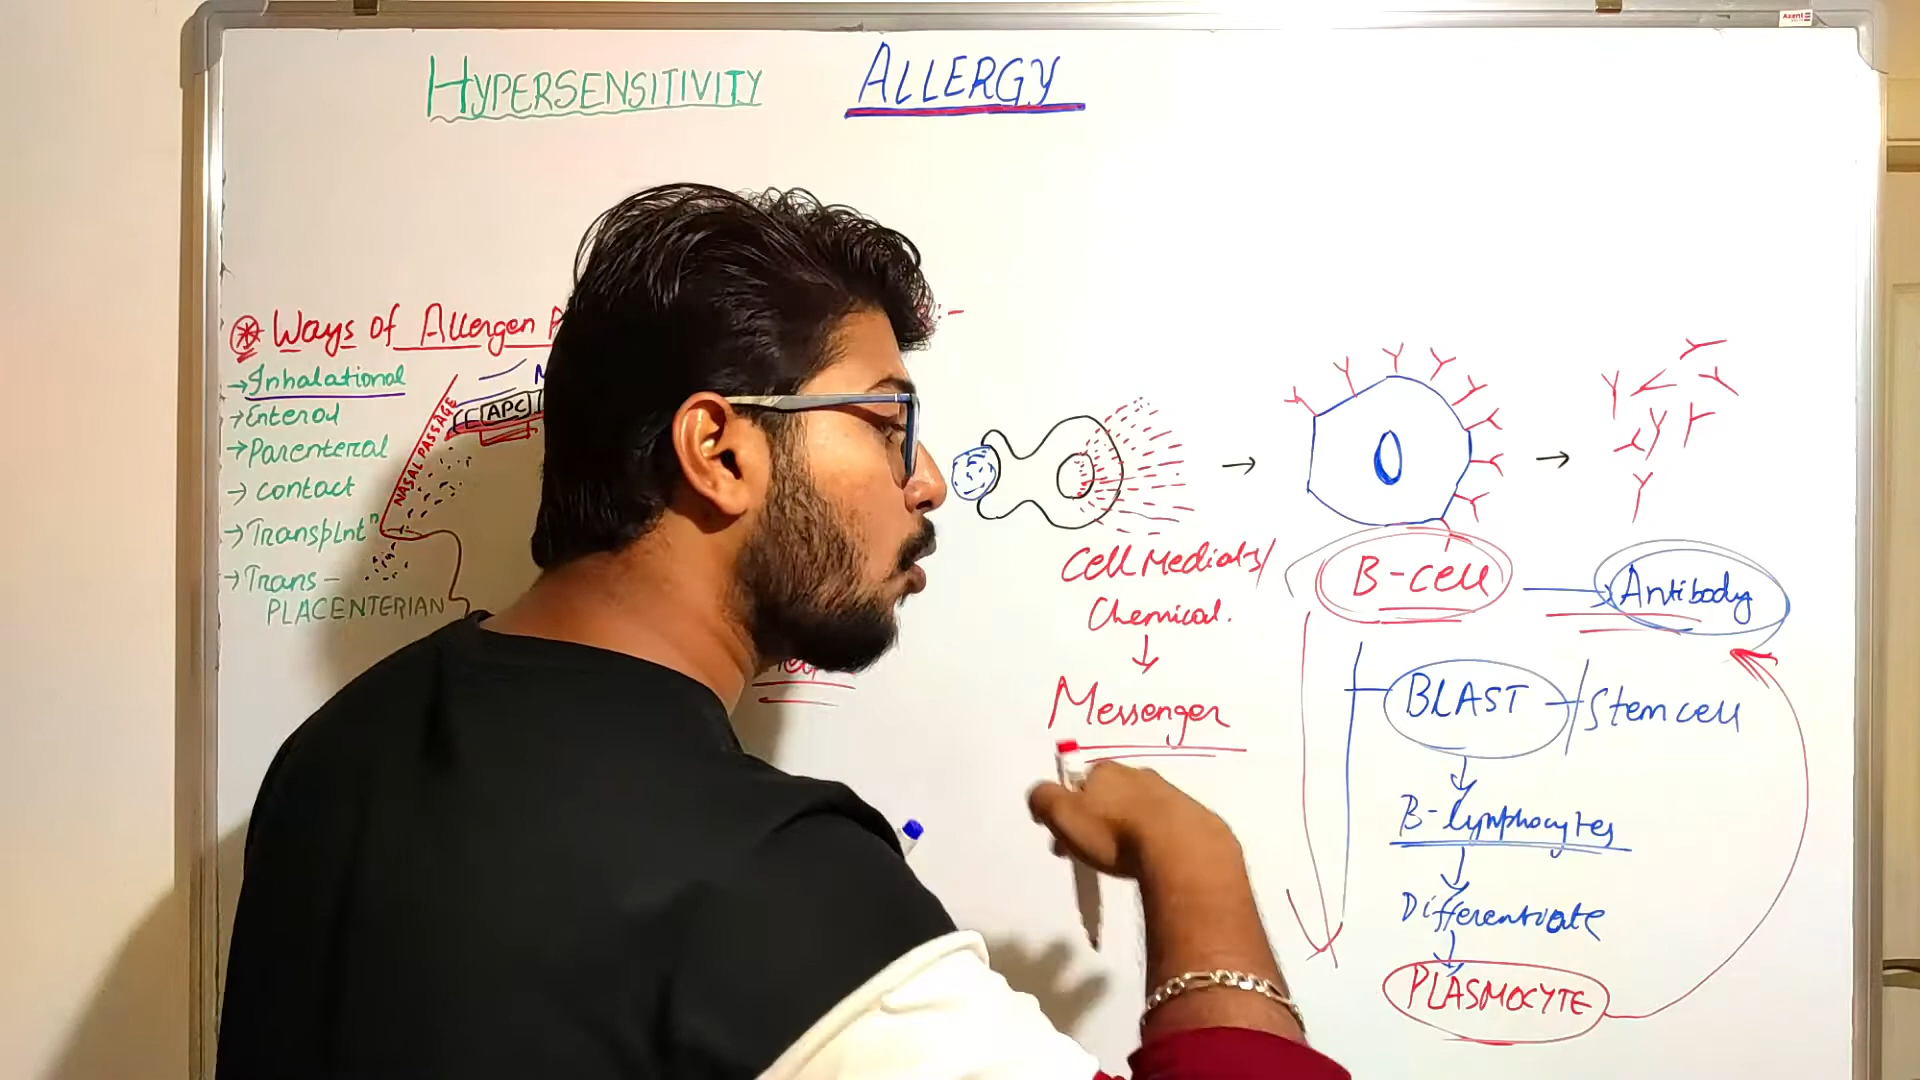 HYPERSENSITIVITY ALLERGY
Ways of Allergen
→ Inhalational
→ Enteral
→ Parenteral
→ contact
→ Transplntⁿ
→ Trans -
PLACENTERIAN
NASAL PASSAGE
APC
Cell Mediats/
Chemical.
↓
Messenger
B-cell → Antibody
BLAST / Stem cell
↓
B-lymphocytes
↓
Differentiate
↓
PLASMOCYTE